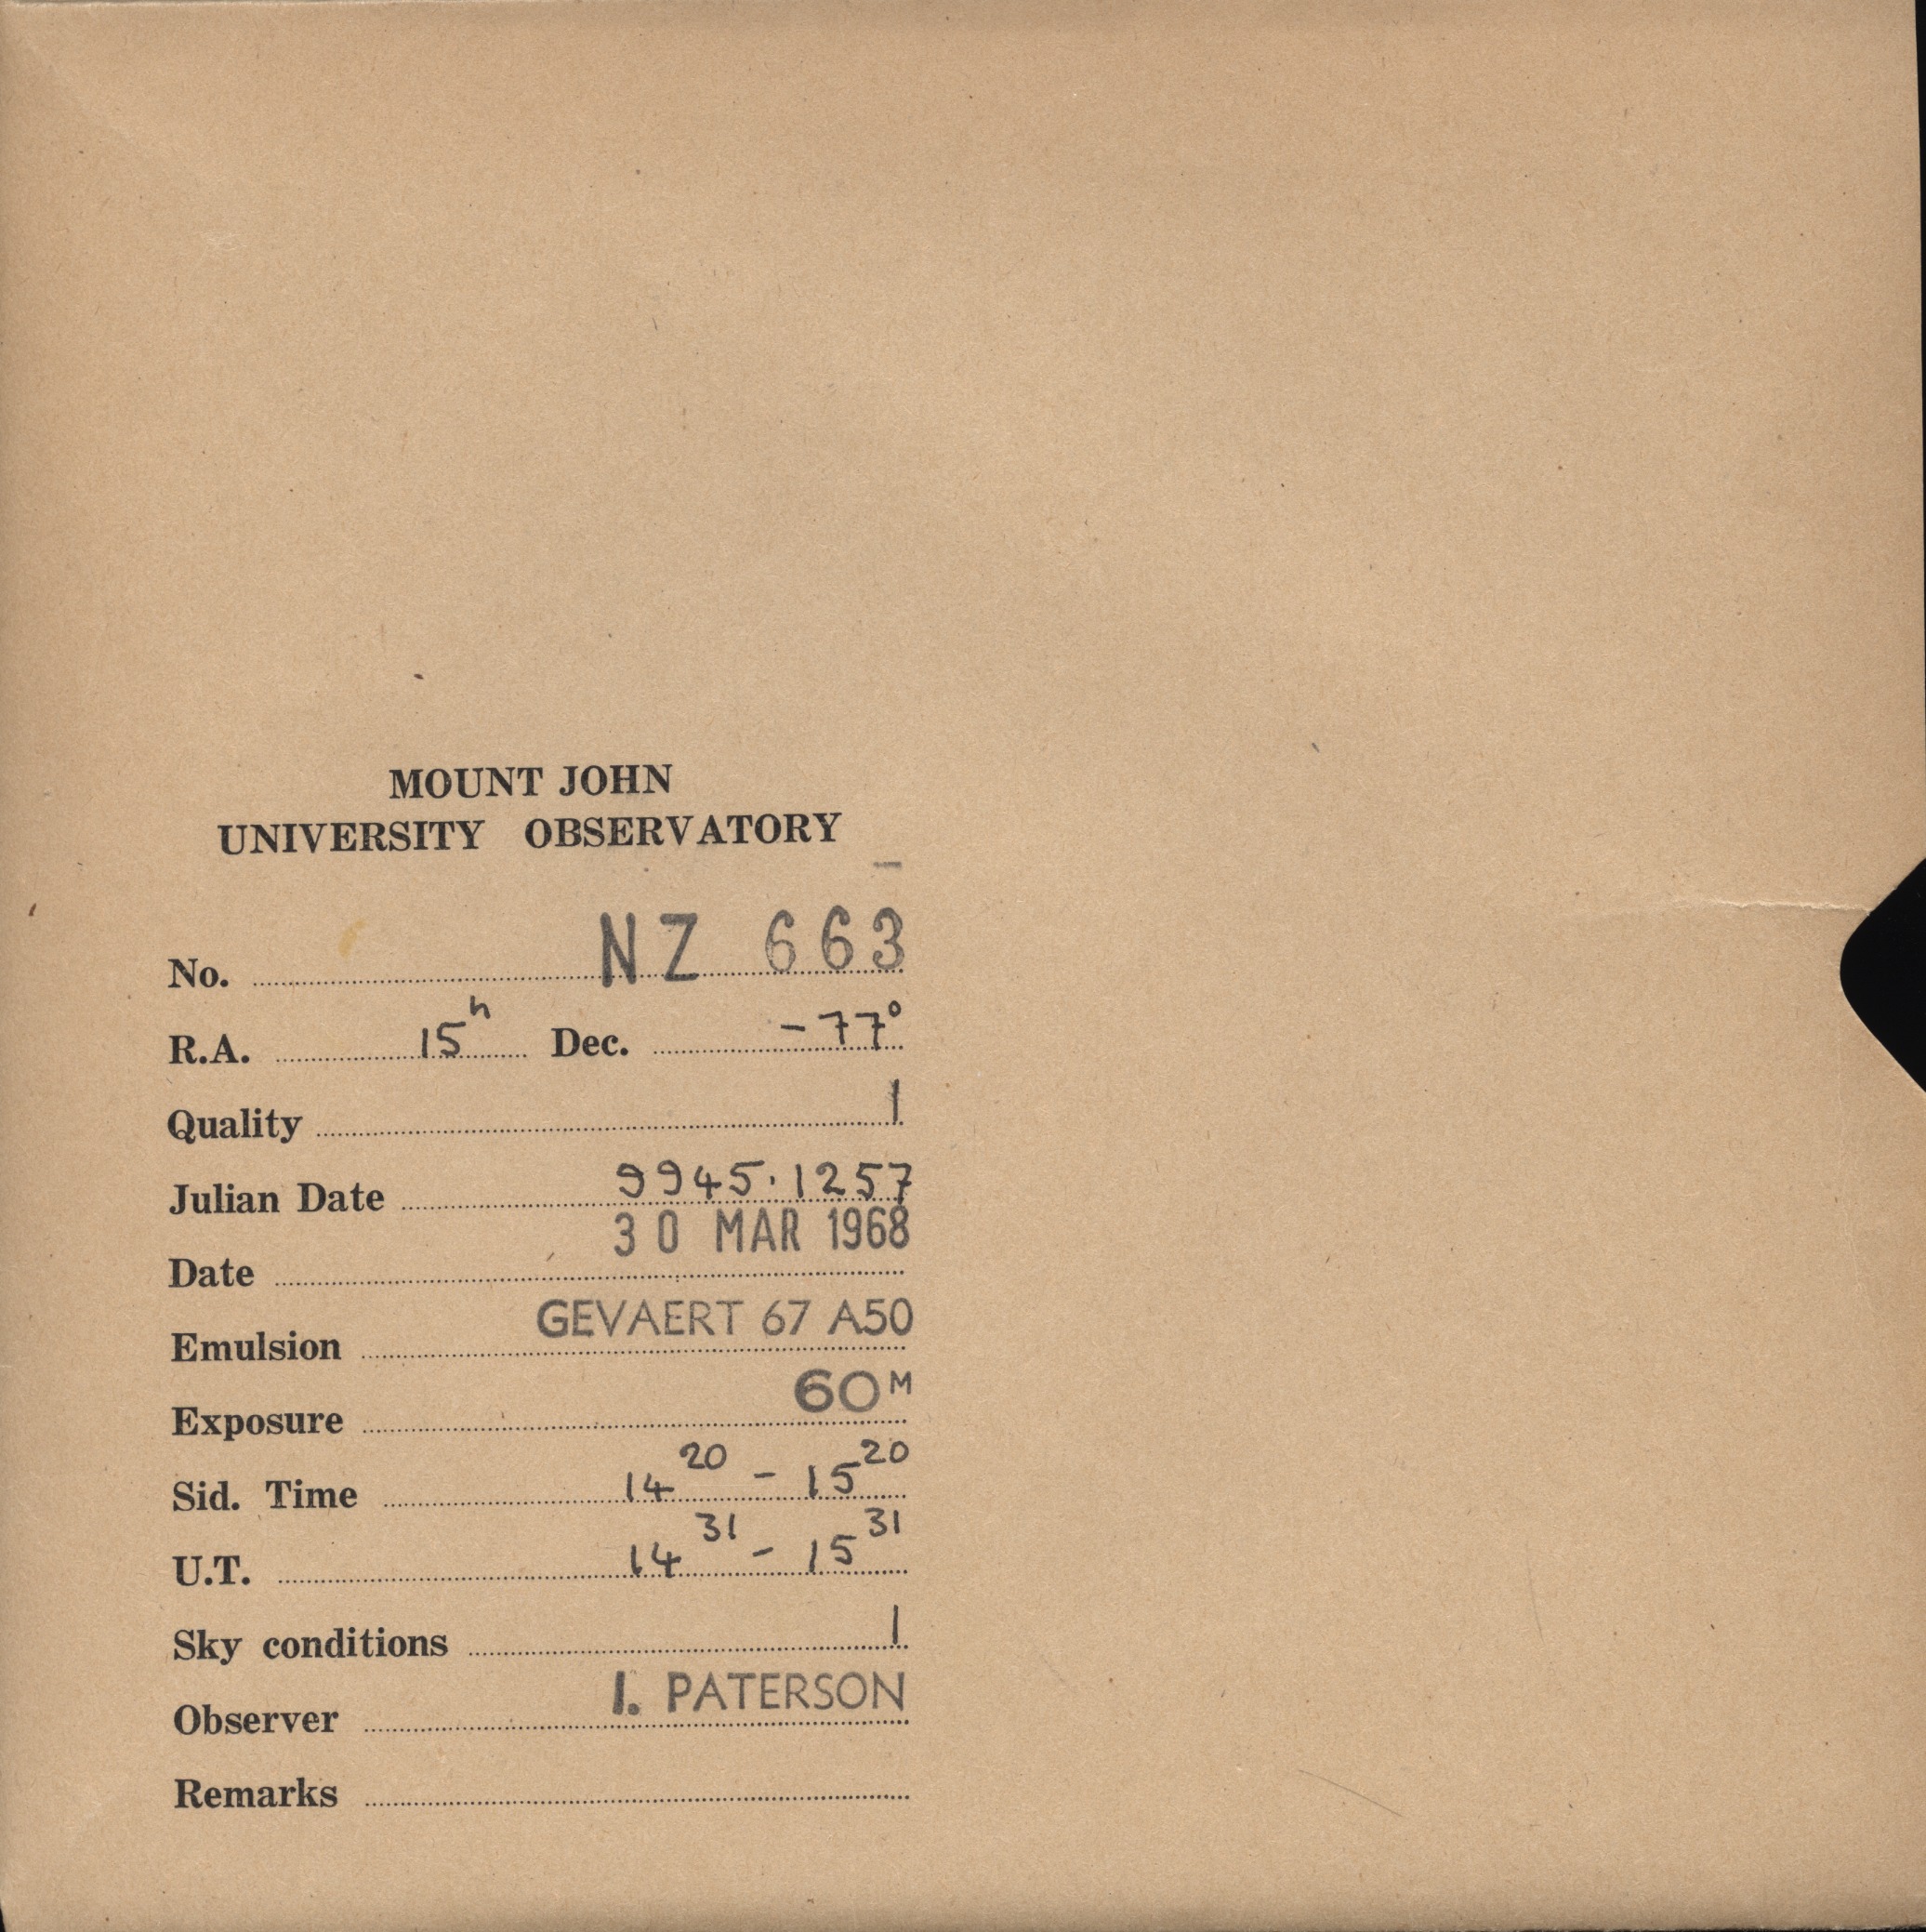 MOUNT JOHN
UNIVERSITY OBSERVATORY
No. NZ 663
R.A. 15h Dec. -77°
Quality 1
Julian Date 9945.1257
Date 30 MAR 1968
Emulsion GEVAERT 67 A50
Exposure 60M
Sid. Time 14 20 - 15 20
U.T. 14 31 - 15 31
Sky conditions 1
Observer I. PATERSON
Remarks